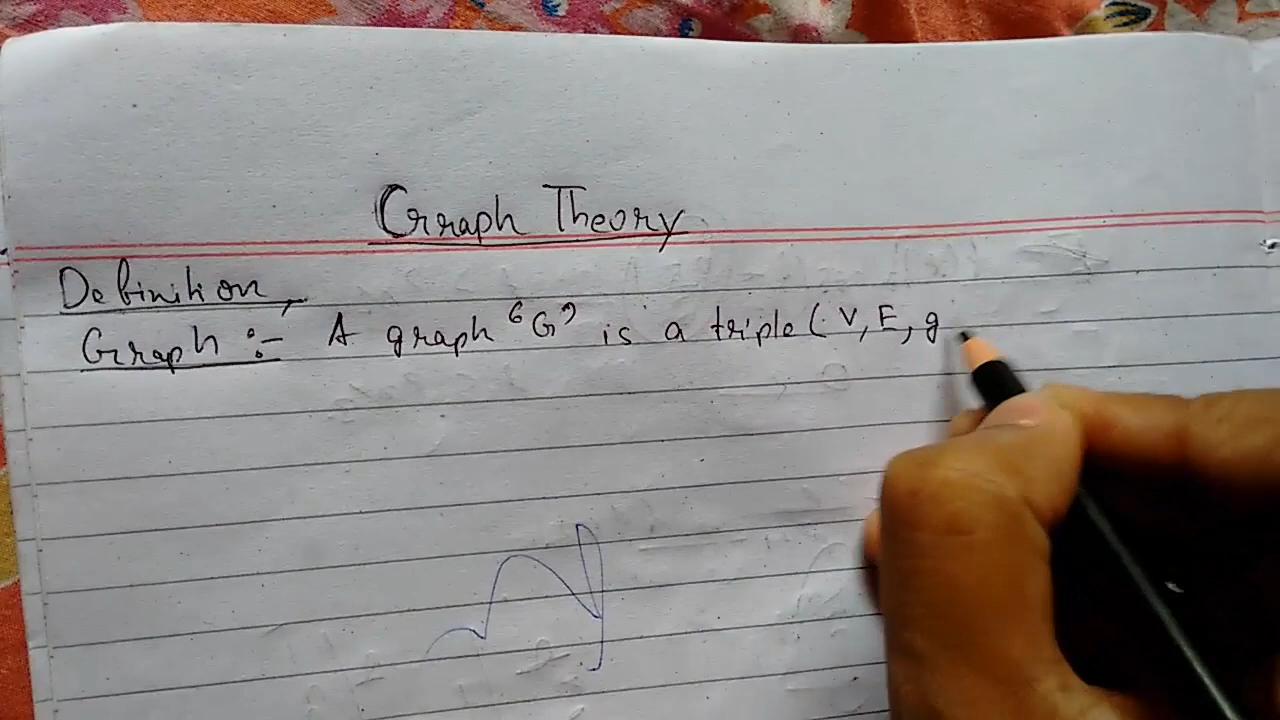 Graph Theory
Definition,
Graph :- A graph 'G' is a triple ( V, E, g